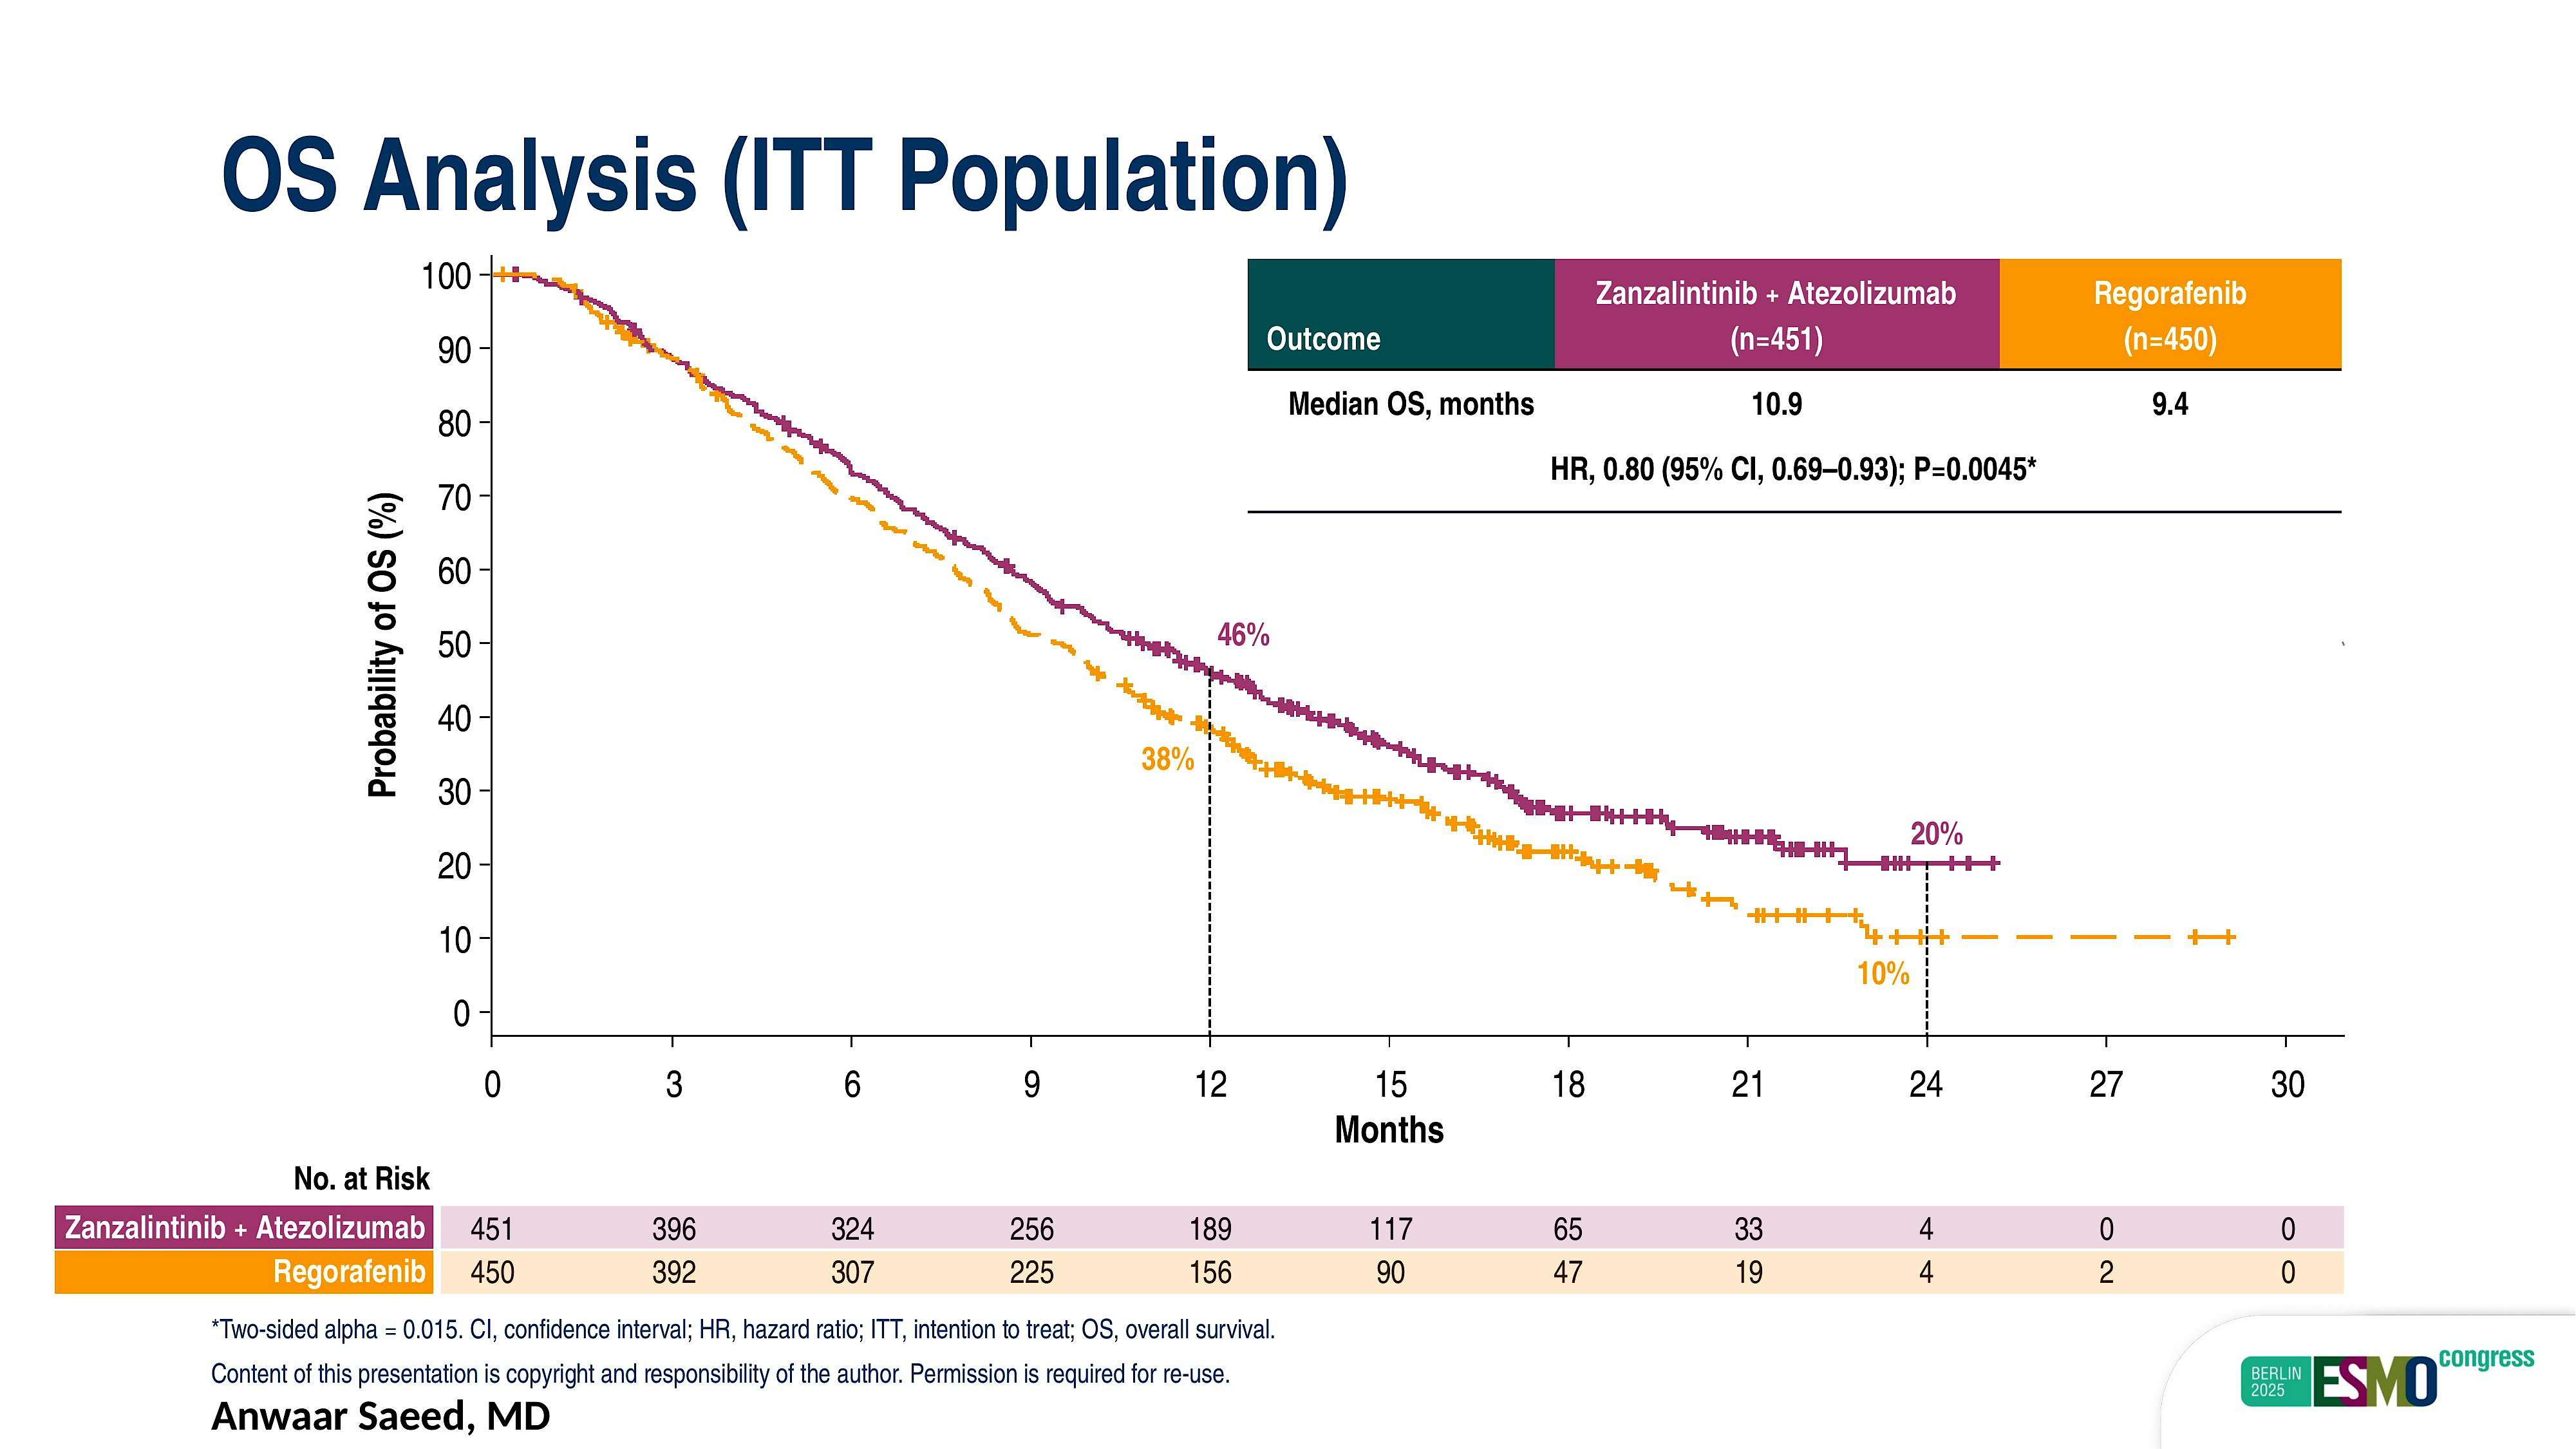 OS Analysis (ITT Population)
Outcome
Zanzalintinib + Atezolizumab
(n=451)
Regorafenib
(n=450)
Median OS, months 10.9 9.4
HR, 0.80 (95% CI, 0.69–0.93); P=0.0045*
Probability of OS (%)
100
90
80
70
60
50
40
30
20
10
0
46%
38%
20%
10%
0 3 6 9 12 15 18 21 24 27 30
Months
No. at Risk
Zanzalintinib + Atezolizumab 451 396 324 256 189 117 65 33 4 0 0
Regorafenib 450 392 307 225 156 90 47 19 4 2 0
*Two-sided alpha = 0.015. CI, confidence interval; HR, hazard ratio; ITT, intention to treat; OS, overall survival.
Content of this presentation is copyright and responsibility of the author. Permission is required for re-use.
Anwaar Saeed, MD
BERLIN
2025
ESMO congress